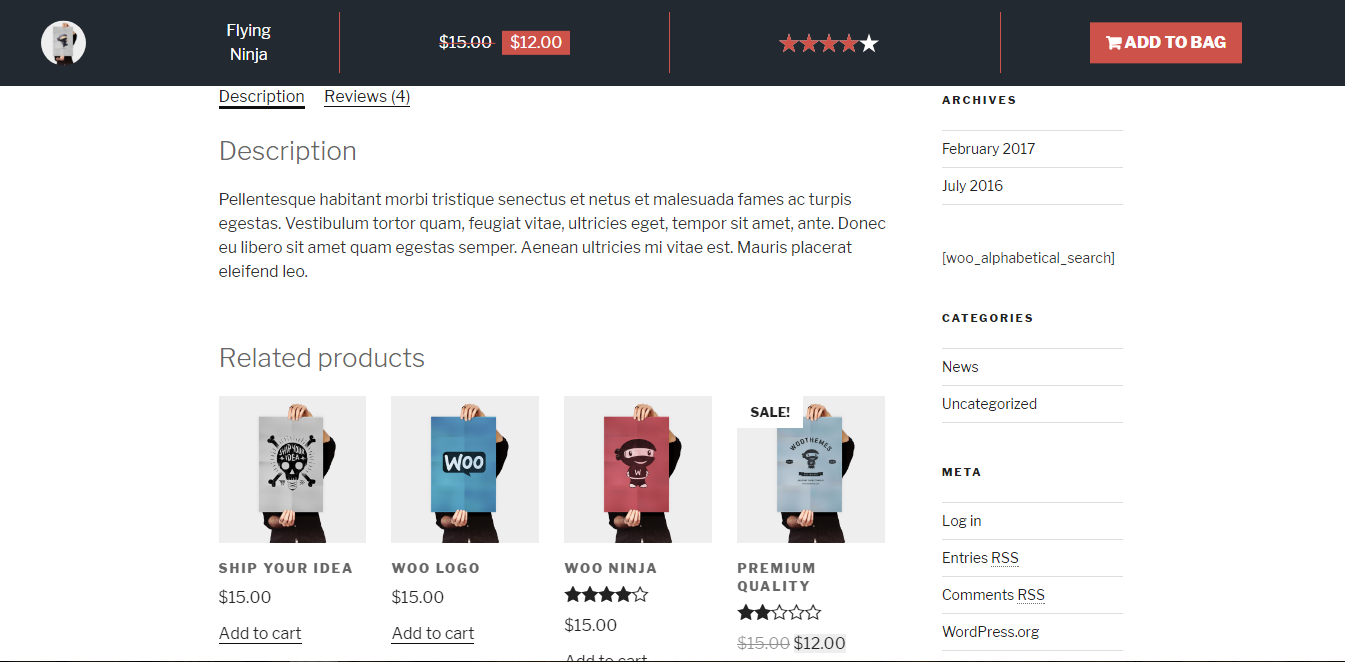 Flying
Ninja
$15.00 $12.00
ADD TO BAG
Description Reviews (4)
Description
Pellentesque habitant morbi tristique senectus et netus et malesuada fames ac turpis
egestas. Vestibulum tortor quam, feugiat vitae, ultricies eget, tempor sit amet, ante. Donec
eu libero sit amet quam egestas semper. Aenean ultricies mi vitae est. Mauris placerat
eleifend leo.
Related products
SHIP YOUR
IDEA
SHIP YOUR IDEA
$15.00
Add to cart
WOO
WOO LOGO
$15.00
Add to cart
W
WOO NINJA
$15.00
Add to cart
SALE!
WOOTHEMES
PREMIUM
QUALITY
$15.00 $12.00
ARCHIVES
February 2017
July 2016
[woo_alphabetical_search]
CATEGORIES
News
Uncategorized
META
Log in
Entries RSS
Comments RSS
WordPress.org